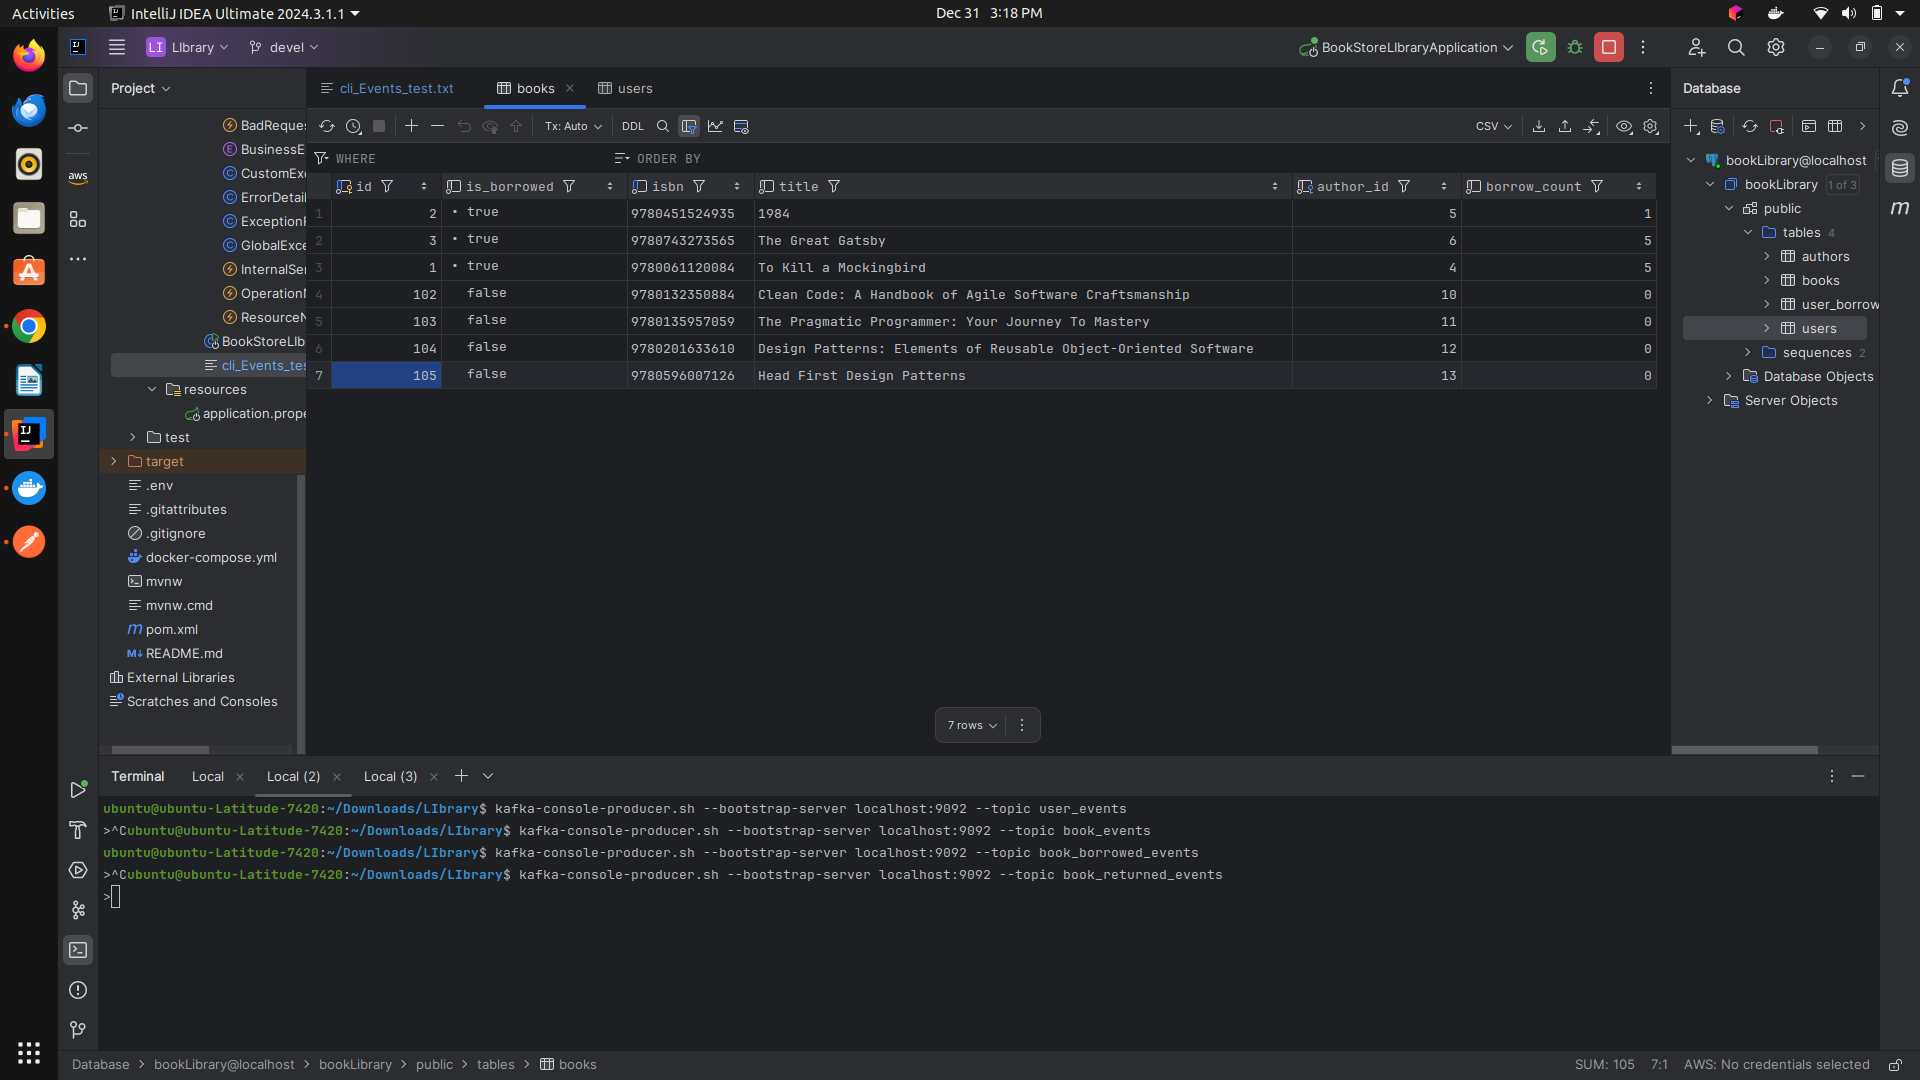 Activities
IntelliJ IDEA Ultimate 2024.3.1.1
Dec 31 3:18 PM
LI LIbrary
devel
BookStoreLIbraryApplication
Project
cli_Events_test.txt
books
users
Database
Tx: Auto
DDL
CSV
WHERE
ORDER BY
id is_borrowed isbn title author_id borrow_count
1 2 true 9780451524935 1984 5 1
2 3 true 9780743273565 The Great Gatsby 6 5
3 1 true 9780061120084 To Kill a Mockingbird 4 5
4 102 false 9780132350884 Clean Code: A Handbook of Agile Software Craftsmanship 10 0
5 103 false 9780135957059 The Pragmatic Programmer: Your Journey To Mastery 11 0
6 104 false 9780201633610 Design Patterns: Elements of Reusable Object-Oriented Software 12 0
7 105 false 9780596007126 Head First Design Patterns 13 0
7 rows
BadReques
BusinessE
CustomExc
ErrorDetail
ExceptionR
GlobalExce
InternalSer
OperationN
ResourceN
BookStoreLIb
cli_Events_tes
resources
application.prope
test
target
.env
.gitattributes
.gitignore
docker-compose.yml
mvnw
mvnw.cmd
pom.xml
README.md
External Libraries
Scratches and Consoles
aws
bookLibrary@localhost
bookLibrary 1 of 3
public
tables 4
authors
books
user_borrow
users
sequences 2
Database Objects
Server Objects
Terminal
Local
Local (2)
Local (3)
ubuntu@ubuntu-Latitude-7420:~/Downloads/LIbrary$ kafka-console-producer.sh --bootstrap-server localhost:9092 --topic user_events
>^Cubuntu@ubuntu-Latitude-7420:~/Downloads/LIbrary$ kafka-console-producer.sh --bootstrap-server localhost:9092 --topic book_events
ubuntu@ubuntu-Latitude-7420:~/Downloads/LIbrary$ kafka-console-producer.sh --bootstrap-server localhost:9092 --topic book_borrowed_events
>^Cubuntu@ubuntu-Latitude-7420:~/Downloads/LIbrary$ kafka-console-producer.sh --bootstrap-server localhost:9092 --topic book_returned_events
>
Database > bookLibrary@localhost > bookLibrary > public > tables > books
SUM: 105
7:1
AWS: No credentials selected